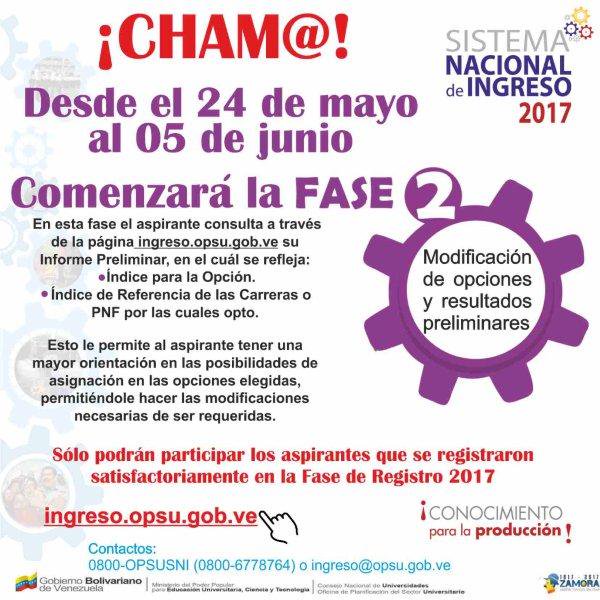 ¡CHAM@!
SISTEMA
NACIONAL
de INGRESO
2017
Desde el 24 de mayo
al 05 de junio
Comenzará la FASE 2
En esta fase el aspirante consulta a través
de la página ingreso.opsu.gob.ve su
Informe Preliminar, en el cuál se refleja:
•Índice para la Opción.
•Índice de Referencia de las Carreras o
PNF por las cuales opto.
Esto le permite al aspirante tener una
mayor orientación en las posibilidades de
asignación en las opciones elegidas,
permitiéndole hacer las modificaciones
necesarias de ser requeridas.
Modificación
de opciones
y resultados
preliminares
Sólo podrán participar los aspirantes que se registraron
satisfactoriamente en la Fase de Registro 2017
ingreso.opsu.gob.ve
¡CONOCIMIENTO
para la producción!
Contactos:
0800-OPSUSNI (0800-6778764) o ingreso@opsu.gob.ve
Gobierno Bolivariano
de Venezuela
Ministerio del Poder Popular
para Educación Universitaria, Ciencia y Tecnología
Consejo Nacional de Universidades
Oficina de Planificación del Sector Universitario
1817 - 2017
ZAMORA